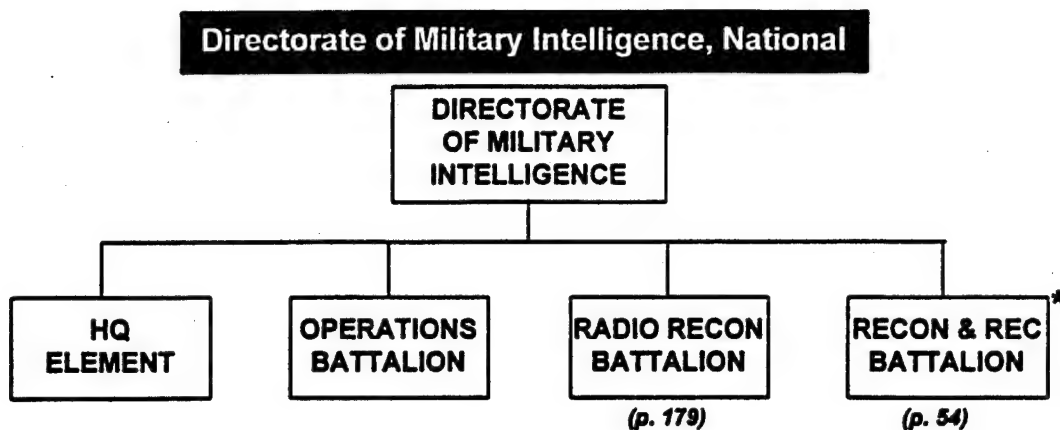 Directorate of Military Intelligence, National
DIRECTORATE
OF MILITARY
INTELLIGENCE
HQ
ELEMENT
OPERATIONS
BATTALION
RADIO RECON
BATTALION
(p. 179)
RECON & REC
BATTALION
*
(p. 54)